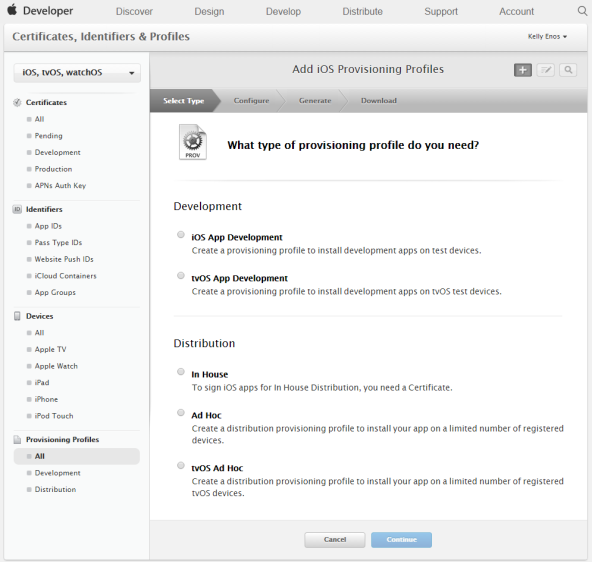 Developer
Discover
Design
Develop
Distribute
Support
Account
Certificates, Identifiers & Profiles
Kelly Enos
iOS, tvOS, watchOS
Certificates
All
Pending
Development
Production
APNs Auth Key
Identifiers
App IDs
Pass Type IDs
Website Push IDs
iCloud Containers
App Groups
Devices
All
Apple TV
Apple Watch
iPad
iPhone
iPod Touch
Provisioning Profiles
All
Development
Distribution
Add iOS Provisioning Profiles
Select Type
Configure
Generate
Download
PROV
What type of provisioning profile do you need?
Development
iOS App Development
Create a provisioning profile to install development apps on test devices.
tvOS App Development
Create a provisioning profile to install development apps on tvOS test devices.
Distribution
In House
To sign iOS apps for In House Distribution, you need a Certificate.
Ad Hoc
Create a distribution provisioning profile to install your app on a limited number of registered
devices.
tvOS Ad Hoc
Create a distribution provisioning profile to install your app on a limited number of registered
tvOS devices.
Cancel
Continue